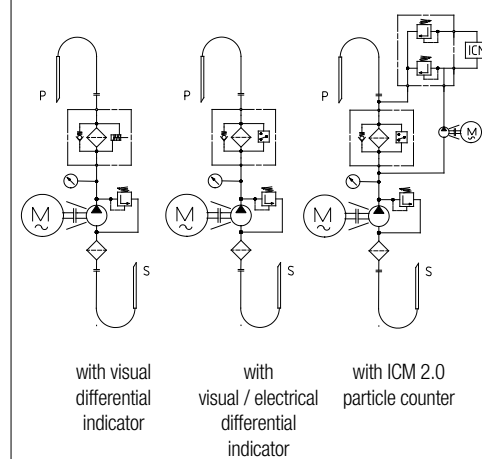 P
P
P
ICM
M
M
M
M
S
S
S
with visual
differential
indicator
with
visual / electrical
differential
indicator
with ICM 2.0
particle counter